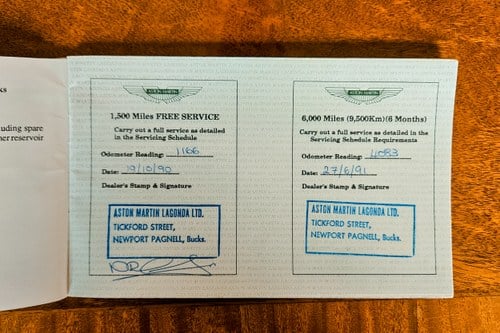 ks
uding spare
er reservoir
ASTON MARTIN
1,500 Miles FREE SERVICE
Carry out a full service as detailed
in the Servicing Schedule
Odometer Reading: 1166
Date: 10/10/90
Dealer's Stamp & Signature
ASTON MARTIN LAGONDA LTD.
TICKFORD STREET,
NEWPORT PAGNELL, Bucks.
ASTON MARTIN
6,000 Miles (9,500Km)(6 Months)
Carry out a full service as detailed in the
Servicing Schedule Requirements
Odometer Reading: 4083
Date: 27/6/91
Dealer's Stamp & Signature
ASTON MARTIN LAGONDA LTD.
TICKFORD STREET,
NEWPORT PAGNELL, Bucks.